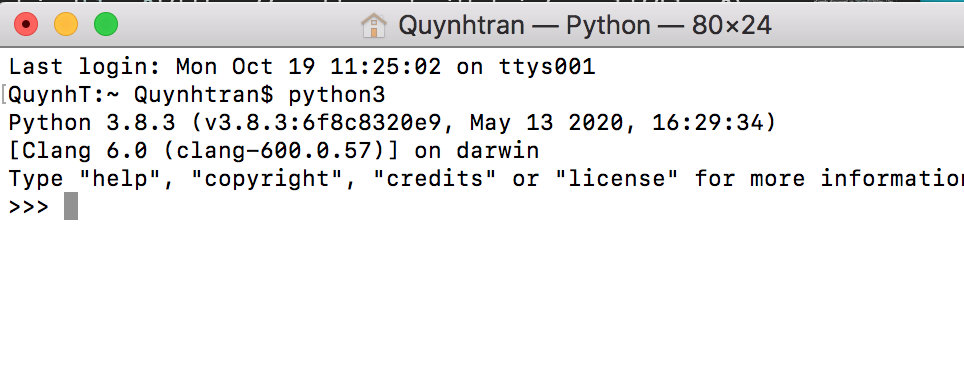 Quynhtran — Python — 80×24
Last login: Mon Oct 19 11:25:02 on ttys001
[QuynhT:~ Quynhtran$ python3
Python 3.8.3 (v3.8.3:6f8c8320e9, May 13 2020, 16:29:34)
[Clang 6.0 (clang-600.0.57)] on darwin
Type "help", "copyright", "credits" or "license" for more information
>>>